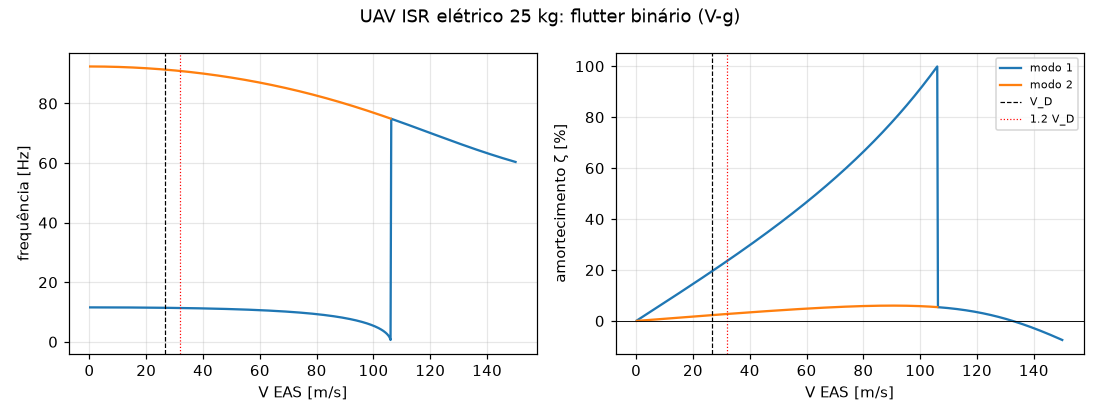 UAV ISR elétrico 25 kg: flutter binário (V-g)
frequência [Hz]
80
60
40
20
0
0 20 40 60 80 100 120 140
V EAS [m/s]
amortecimento ζ [%]
100
80
60
40
20
0
0 20 40 60 80 100 120 140
V EAS [m/s]
modo 1
modo 2
V_D
1.2 V_D